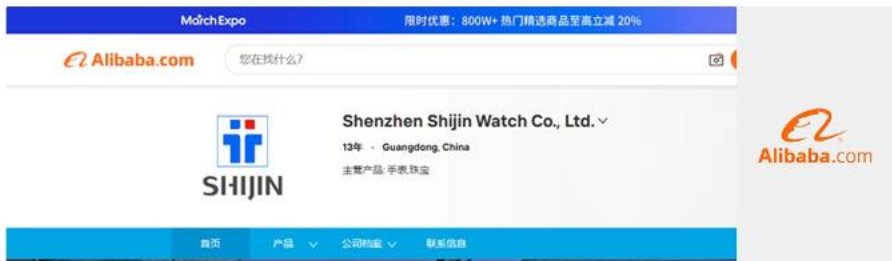 March Expo
限时优惠：800W+ 热门精选商品至高立减 20%
Alibaba.com
您在找什么?
Shenzhen Shijin Watch Co., Ltd.
13年 · Guangdong, China
主营产品: 手表,珠宝
SHIJIN
首页 产品 公司档案 联系信息
Alibaba.com